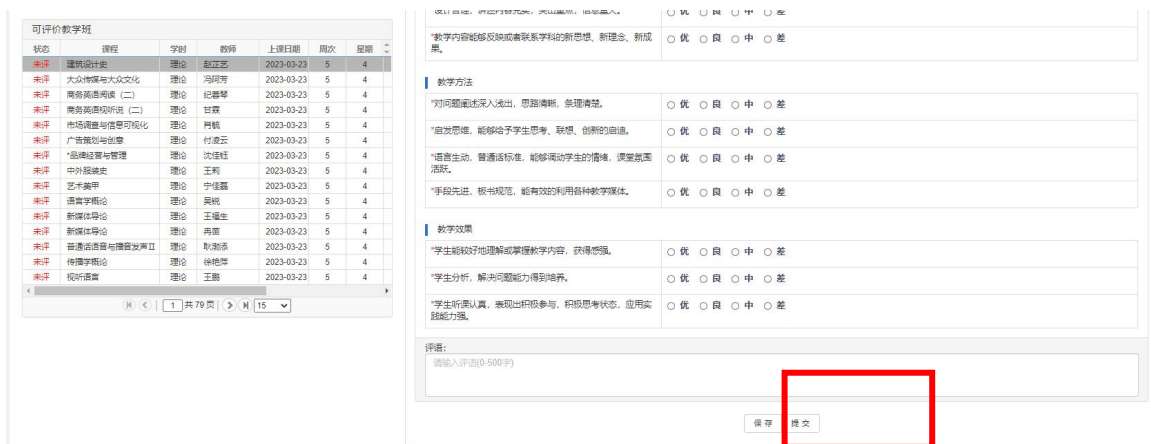 可评价教学班
状态 课程 学时 教师 上课日期 周次 星期
未评 建筑设计史 理论 赵芷艺 2023-03-23 5 4
未评 大众传媒与大众文化 理论 冯阿芳 2023-03-23 5 4
未评 商务英语阅读（二） 理论 纪春琴 2023-03-23 5 4
未评 商务英语视听说（二） 理论 甘霖 2023-03-23 5 4
未评 市场调查与信息可视化 理论 肖毓 2023-03-23 5 4
未评 广告策划与创意 理论 付凌云 2023-03-23 5 4
未评 *品牌经营与管理 理论 沈佳钰 2023-03-23 5 4
未评 中外服装史 理论 王莉 2023-03-23 5 4
未评 艺术美甲 理论 宁佳磊 2023-03-23 5 4
未评 语言学概论 理论 吴锐 2023-03-23 5 4
未评 新媒体导论 理论 王福生 2023-03-23 5 4
未评 新媒体导论 理论 冉苗 2023-03-23 5 4
未评 普通话语音与播音发声II 理论 耿渤添 2023-03-23 5 4
未评 传播学概论 理论 徐艳萍 2023-03-23 5 4
未评 视听语言 理论 王鹏 2023-03-23 5 4
1 共79页 15
优 良 中 差
*教学内容能够反映或者联系学科的新思想、新理念、新成 优 良 中 差
果。
教学方法
*对问题阐述深入浅出，思路清晰，条理清楚。 优 良 中 差
*启发思维，能够给予学生思考、联想、创新的启迪。 优 良 中 差
*语言生动，普通话标准，能够调动学生的情绪，课堂氛围 优 良 中 差
活跃。
*手段先进，板书规范，能有效的利用各种教学媒体。 优 良 中 差
教学效果
*学生能较好地理解或掌握教学内容，获得感强。 优 良 中 差
*学生分析，解决问题能力得到培养。 优 良 中 差
*学生听课认真，表现出积极参与，积极思考状态，应用实 优 良 中 差
践能力强。
评语：
请输入评语(0-500字)
保存 提交